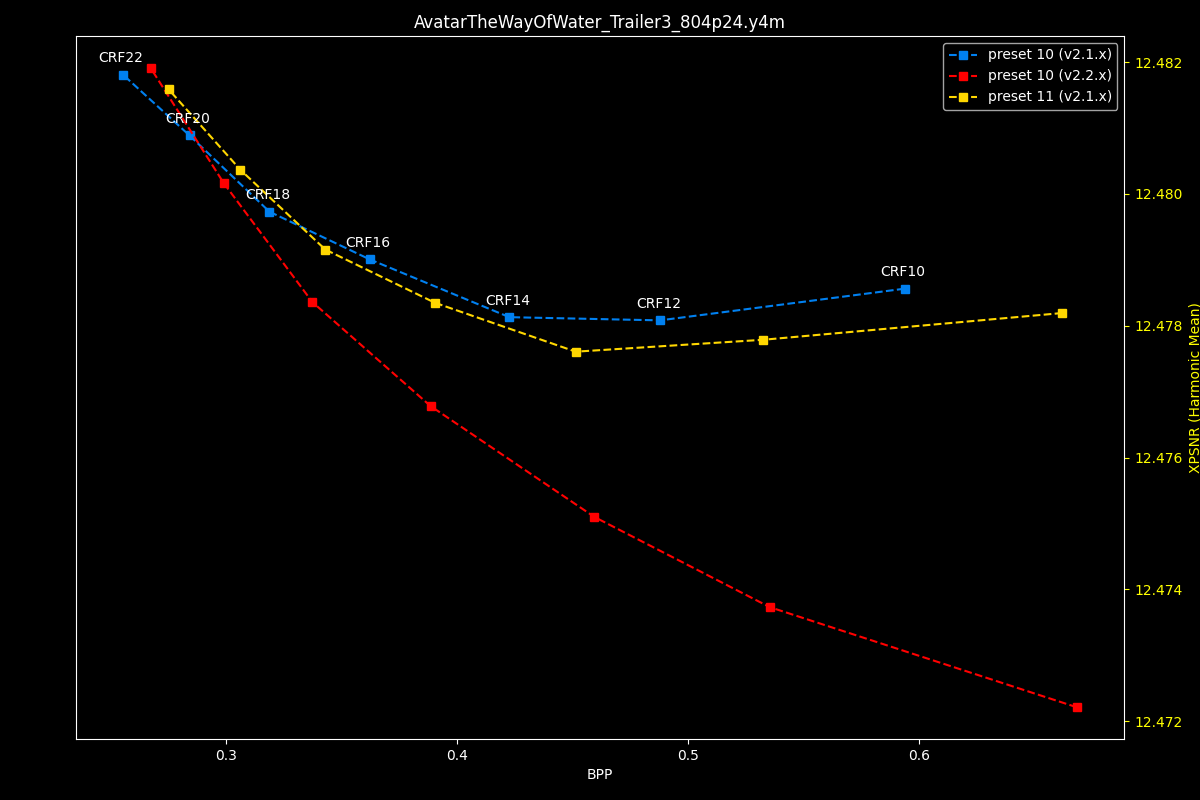 AvatarTheWayOfWater_Trailer3_804p24.y4m
preset 10 (v2.1.x)
preset 10 (v2.2.x)
preset 11 (v2.1.x)
CRF22
CRF20
CRF18
CRF16
CRF14
CRF12
CRF10
12.482
12.480
12.478
12.476
12.474
12.472
XPSNR (Harmonic Mean)
0.3
0.4
0.5
0.6
BPP